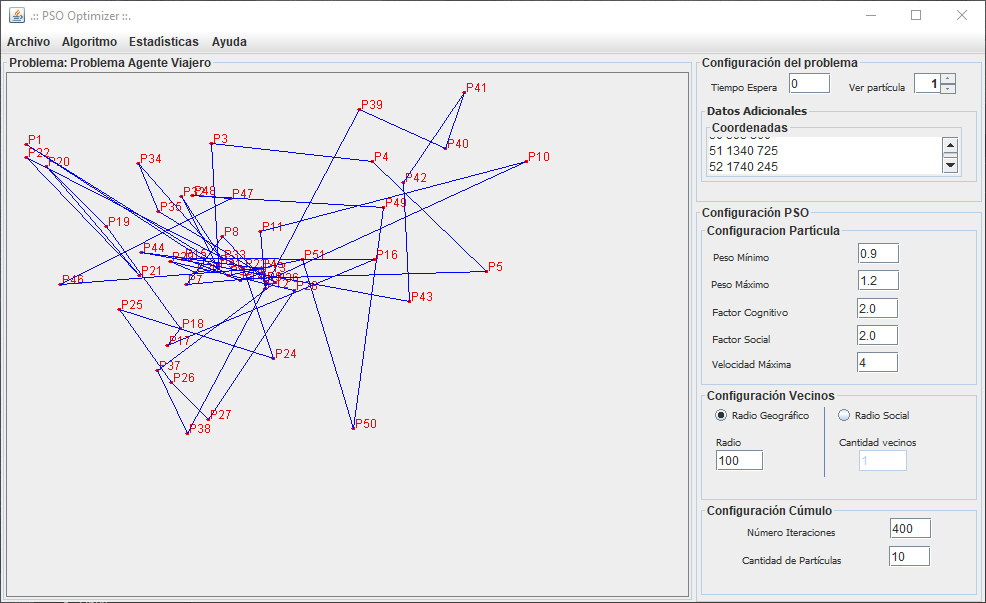 .:: PSO Optimizer ::.
Archivo Algoritmo Estadísticas Ayuda
Problema: Problema Agente Viajero
P41
P39
P40
P1
P3
P22
P20
P34
P4
P10
P42
P48
P47
P35
P49
P19
P11
P8
P44
P51
P16
P33
P21
P5
P46
P7
P43
P25
P18
P17
P24
P37
P26
P27
P38
P50
Configuración del problema
Tiempo Espera 0 Ver partícula 1
Datos Adicionales
Coordenadas
51 1340 725
52 1740 245
Configuración PSO
Configuracion Partícula
Peso Mínimo 0.9
Peso Máximo 1.2
Factor Cognitivo 2.0
Factor Social 2.0
Velocidad Máxima 4
Configuración Vecinos
Radio Geográfico Radio Social
Radio Cantidad vecinos
100 1
Configuración Cúmulo
Número Iteraciones 400
Cantidad de Partículas 10